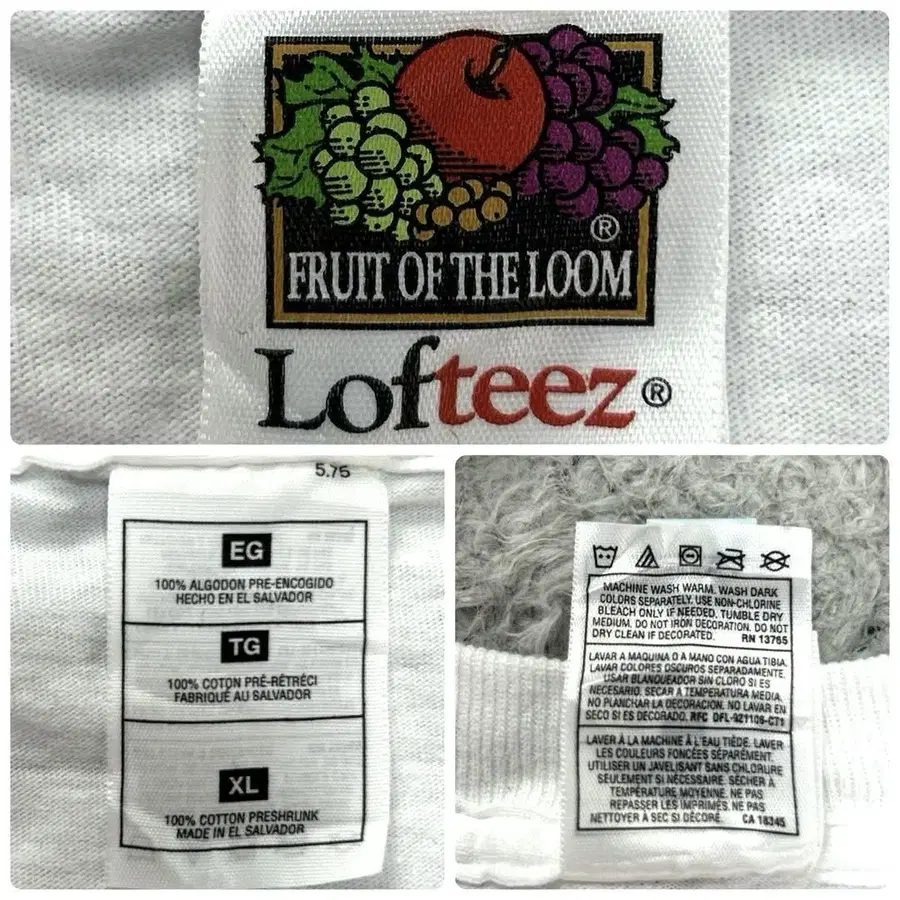 ®
FRUIT OF THE LOOM
Lofteez®
5.75
EG
100% ALGODON PRE-ENCOGIDO
HECHO EN EL SALVADOR
TG
100% COTON PRÉ-RÉTRÉCI
FABRIQUÉ AU SALVADOR
XL
100% COTTON PRESHRUNK
MADE IN EL SALVADOR
MACHINE WASH WARM. WASH DARK
COLORS SEPARATELY. USE NON-CHLORINE
BLEACH ONLY IF NEEDED. TUMBLE DRY
MEDIUM. DO NOT IRON DECORATION. DO NOT
DRY CLEAN IF DECORATED. RN 13765
LAVAR A MAQUINA O A MANO CON AGUA TIBIA.
LAVAR COLORES OSCUROS SEPARADAMENTE.
USAR BLANQUEADOR SIN CLORO SI ES
NECESARIO. SECAR A TEMPERATURA MEDIA.
NO PLANCHAR LA DECORACION. NO LAVAR EN
SECO SI ES DECORADO. RFC DFL-921106-CT1
LAVER À LA MACHINE À L'EAU TIÈDE. LAVER
LES COULEURS FONCÉES SÉPARÉMENT.
UTILISER UN JAVELISANT SANS CHLORURE
SEULEMENT SI NÉCESSAIRE. SÉCHER À
TEMPÉRATURE MOYENNE. NE PAS
REPASSER LES IMPRIMÉS. NE PAS
NETTOYER À SEC SI DÉCORÉ. CA 18245